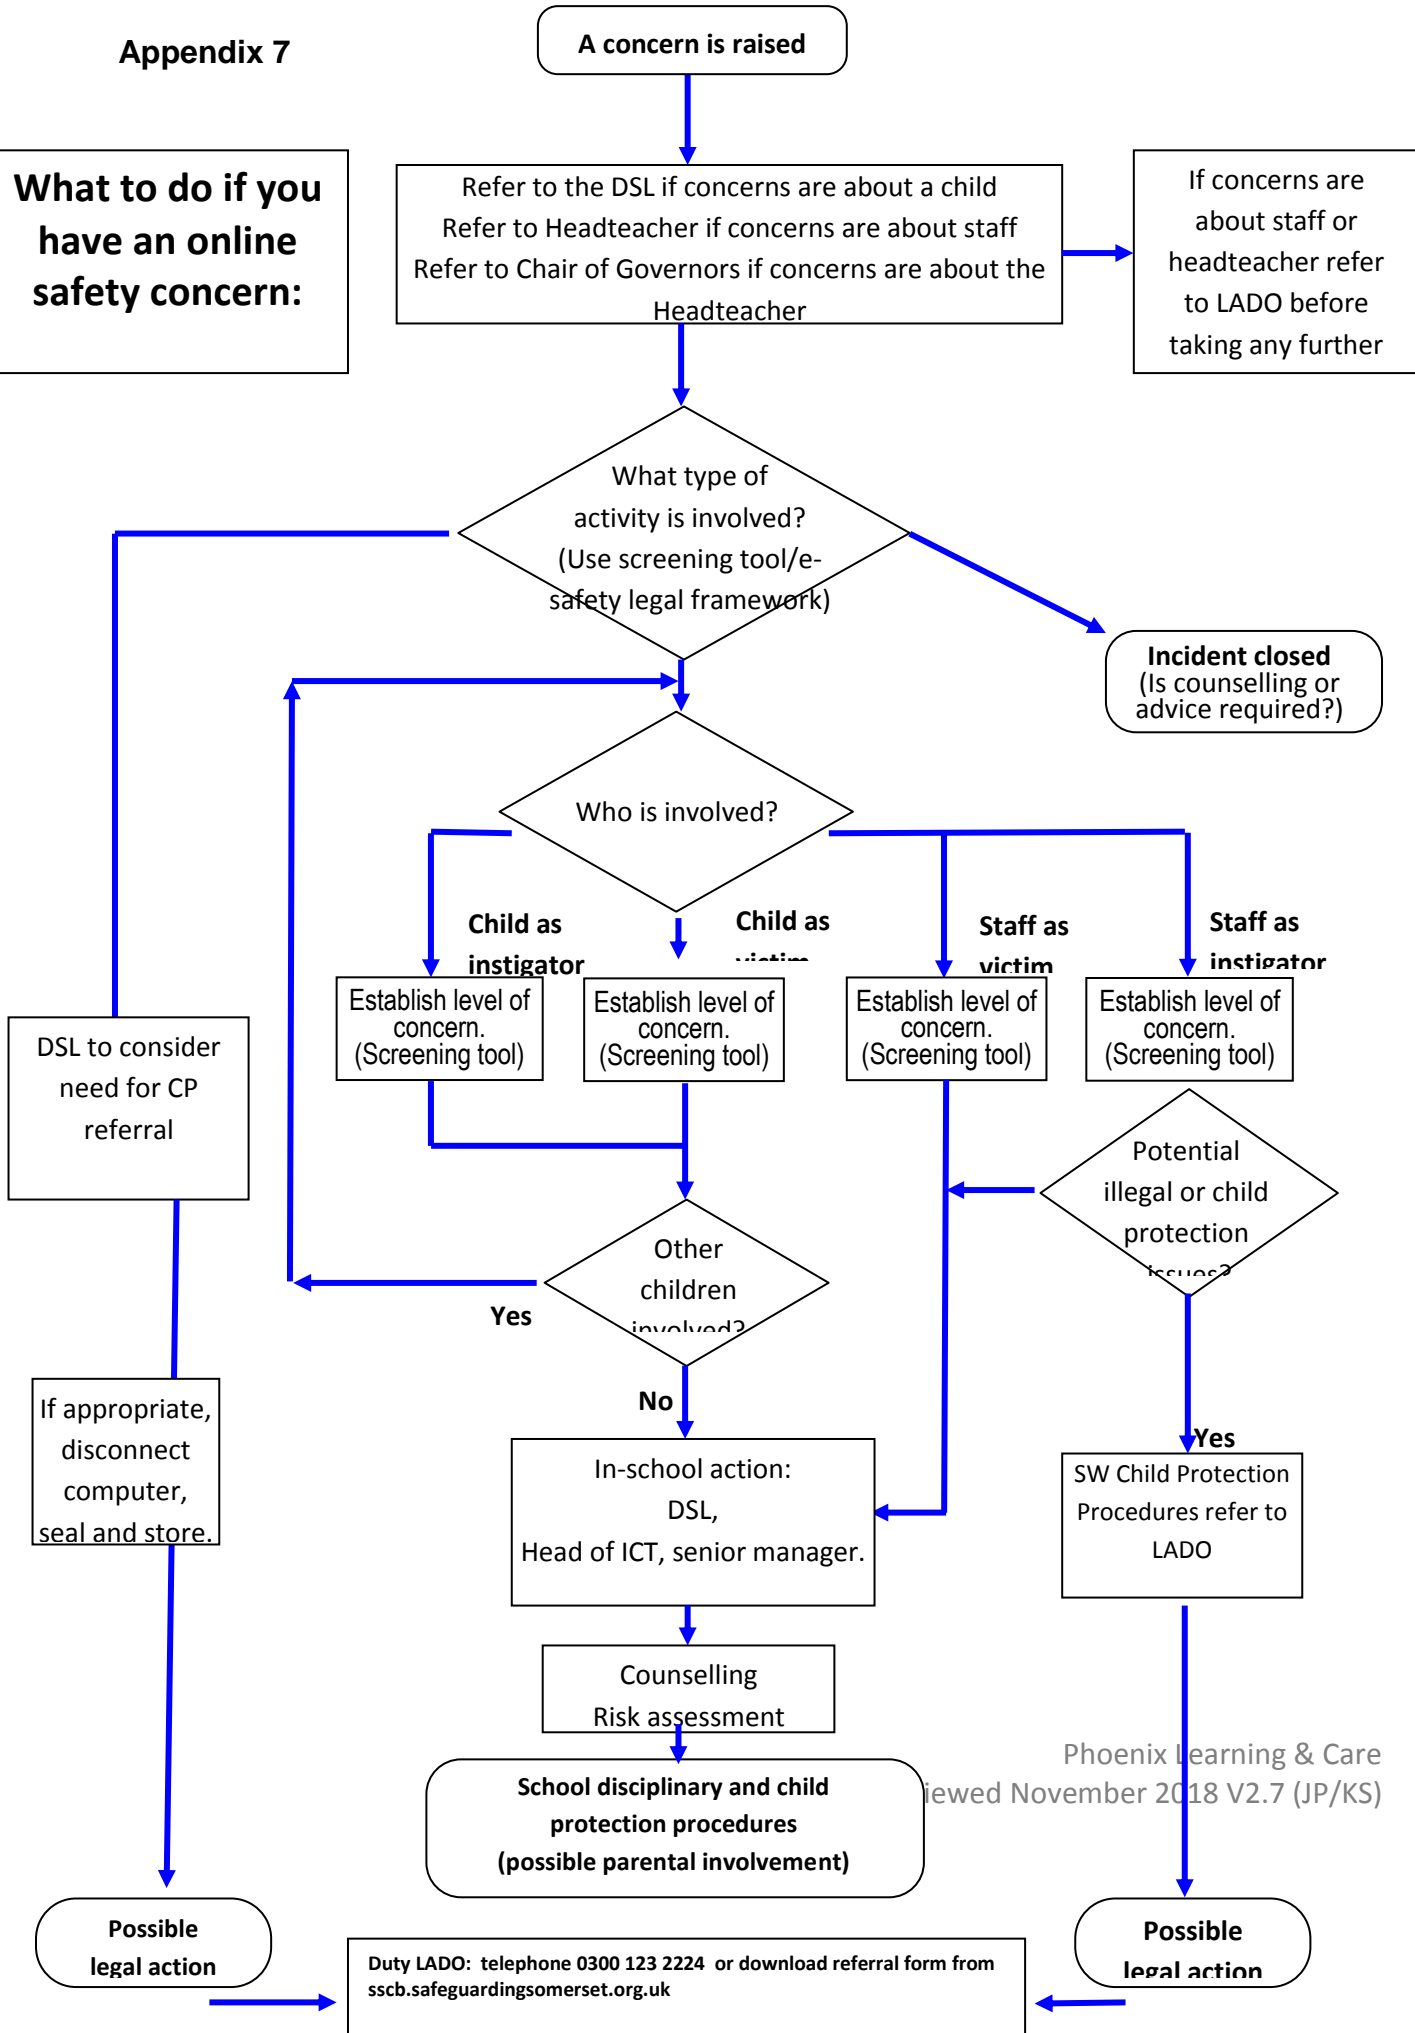 Appendix 7
A concern is raised
What to do if you
have an online
safety concern:
Refer to the DSL if concerns are about a child
Refer to Headteacher if concerns are about staff
Refer to Chair of Governors if concerns are about the
Headteacher
If concerns are
about staff or
headteacher refer
to LADO before
taking any further
What type of
activity is involved?
(Use screening tool/e-
safety legal framework)
Incident closed
(Is counselling or
advice required?)
Who is involved?
Child as
instigator
Child as
victim
Staff as
victim
Staff as
instigator
Establish level of
concern.
(Screening tool)
Establish level of
concern.
(Screening tool)
Establish level of
concern.
(Screening tool)
Establish level of
concern.
(Screening tool)
DSL to consider
need for CP
referral
Potential
illegal or child
protection
issues?
Other
children
involved?
Yes
No
If appropriate,
disconnect
computer,
seal and store.
In-school action:
DSL,
Head of ICT, senior manager.
Yes
SW Child Protection
Procedures refer to
LADO
Counselling
Risk assessment
School disciplinary and child
protection procedures
(possible parental involvement)
Phoenix Learning & Care
iewed November 2018 V2.7 (JP/KS)
Possible
legal action
Possible
legal action
Duty LADO: telephone 0300 123 2224 or download referral form from
sscb.safeguardingsomerset.org.uk